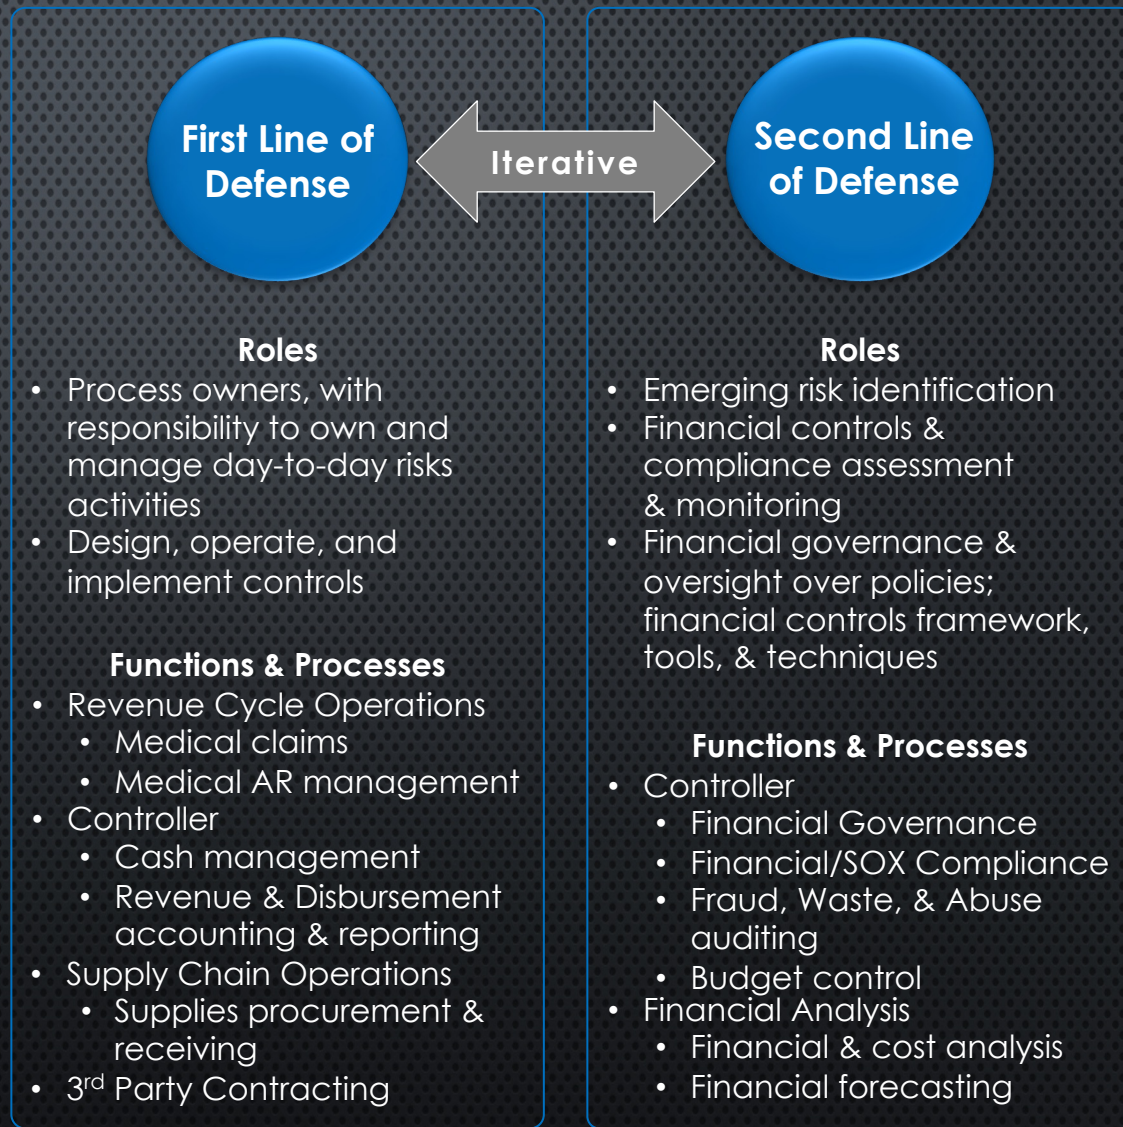 First Line of
Defense
Iterative
Second Line
of Defense
Roles
• Process owners, with
responsibility to own and
manage day-to-day risks
activities
• Design, operate, and
implement controls
Functions & Processes
• Revenue Cycle Operations
• Medical claims
• Medical AR management
• Controller
• Cash management
• Revenue & Disbursement
accounting & reporting
• Supply Chain Operations
• Supplies procurement &
receiving
• 3rd Party Contracting
Roles
• Emerging risk identification
• Financial controls &
compliance assessment
& monitoring
• Financial governance &
oversight over policies;
financial controls framework,
tools, & techniques
Functions & Processes
• Controller
• Financial Governance
• Financial/SOX Compliance
• Fraud, Waste, & Abuse
auditing
• Budget control
• Financial Analysis
• Financial & cost analysis
• Financial forecasting